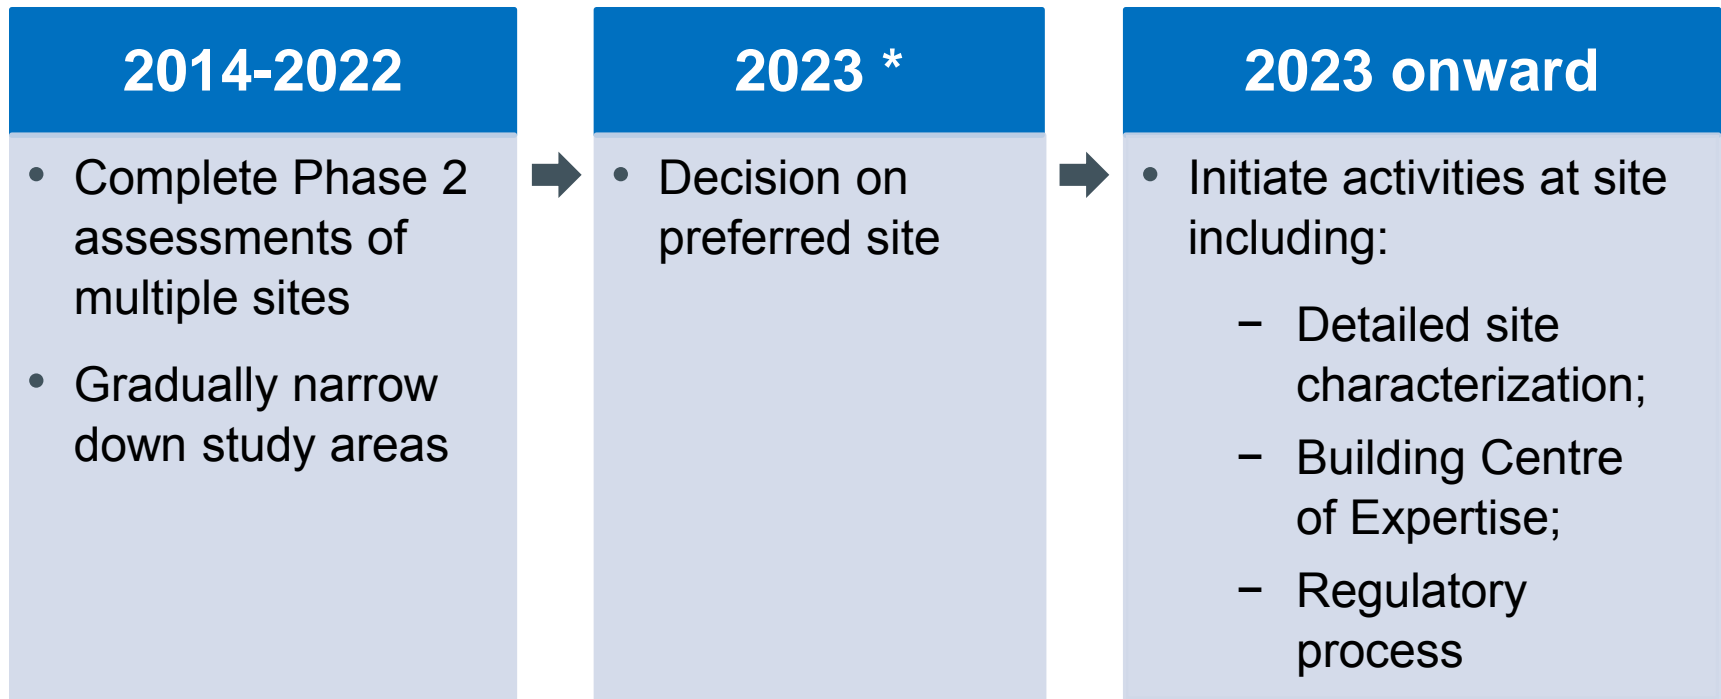 2014-2022
• Complete Phase 2
assessments of
multiple sites
• Gradually narrow
down study areas
2023 *
• Decision on
preferred site
2023 onward
• Initiate activities at site
including:
− Detailed site
characterization;
− Building Centre
of Expertise;
− Regulatory
process